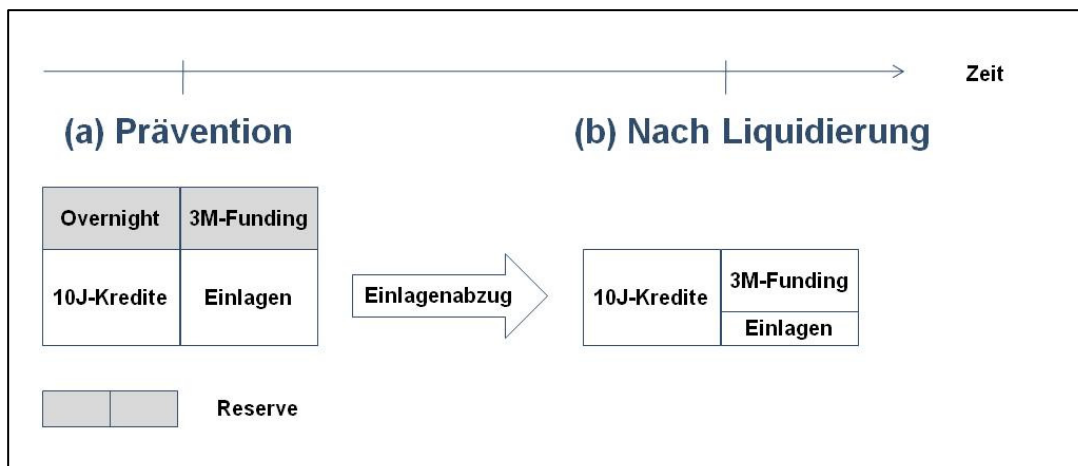 Zeit
(a) Prävention
(b) Nach Liquidierung
Overnight
3M-Funding
10J-Kredite
Einlagen
Einlagenabzug
10J-Kredite
3M-Funding
Einlagen
Reserve